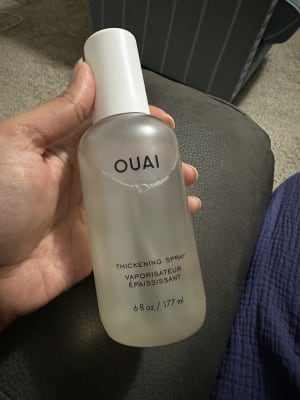 OUAI
THICKENING SPRAY
VAPORISATEUR
ÉPAISSISSANT
6 fl oz / 177 ml